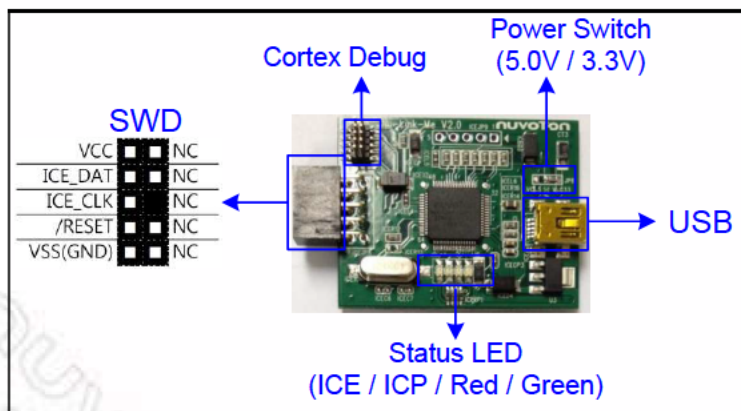 Power Switch
(5.0V / 3.3V)
Cortex Debug
SWD
VCC NC
ICE_DAT NC
ICE_CLK NC
/RESET NC
VSS(GND) NC
-Me V2.0
nuvoTon
USB
Status LED
(ICE / ICP / Red / Green)